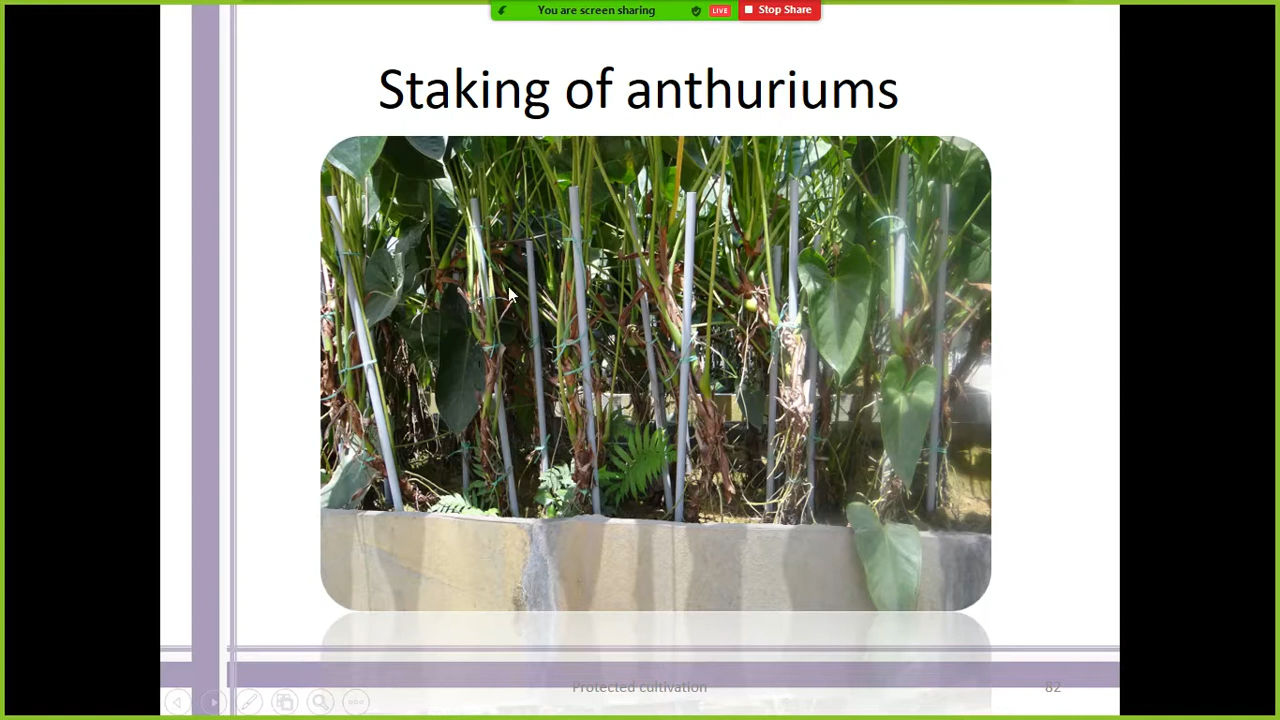 You are screen sharing
LIVE
Stop Share
Staking of anthuriums
Protected cultivation
82